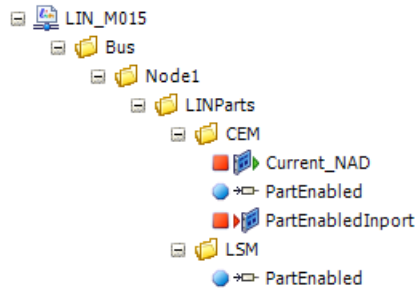 LIN_M015
Bus
Node1
LINParts
CEM
Current_NAD
PartEnabled
PartEnabledInport
LSM
PartEnabled